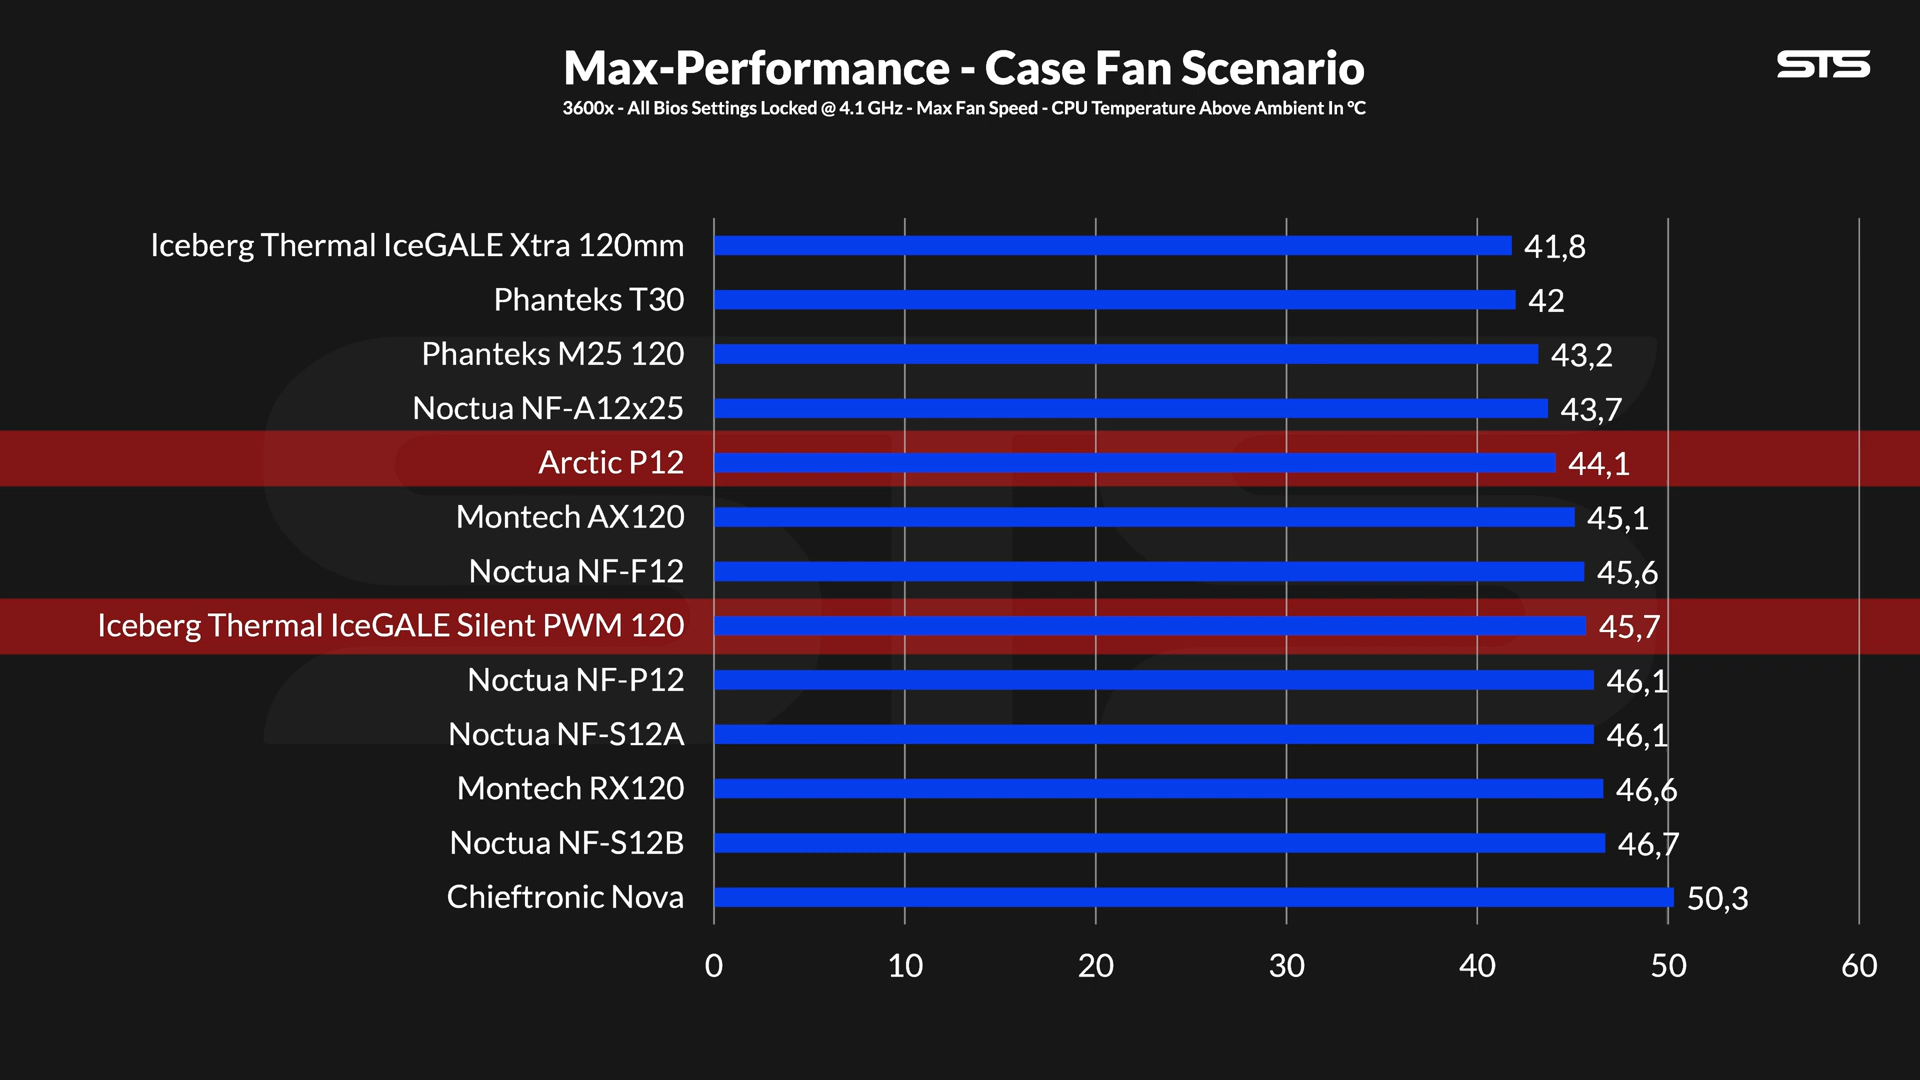 Max-Performance - Case Fan Scenario
STS
3600x - All Bios Settings Locked @ 4.1 GHz - Max Fan Speed - CPU Temperature Above Ambient In °C
Iceberg Thermal IceGALE Xtra 120mm 41,8
Phanteks T30 42
Phanteks M25 120 43,2
Noctua NF-A12x25 43,7
Arctic P12 44,1
Montech AX120 45,1
Noctua NF-F12 45,6
Iceberg Thermal IceGALE Silent PWM 120 45,7
Noctua NF-P12 46,1
Noctua NF-S12A 46,1
Montech RX120 46,6
Noctua NF-S12B 46,7
Chieftronic Nova 50,3
0 10 20 30 40 50 60